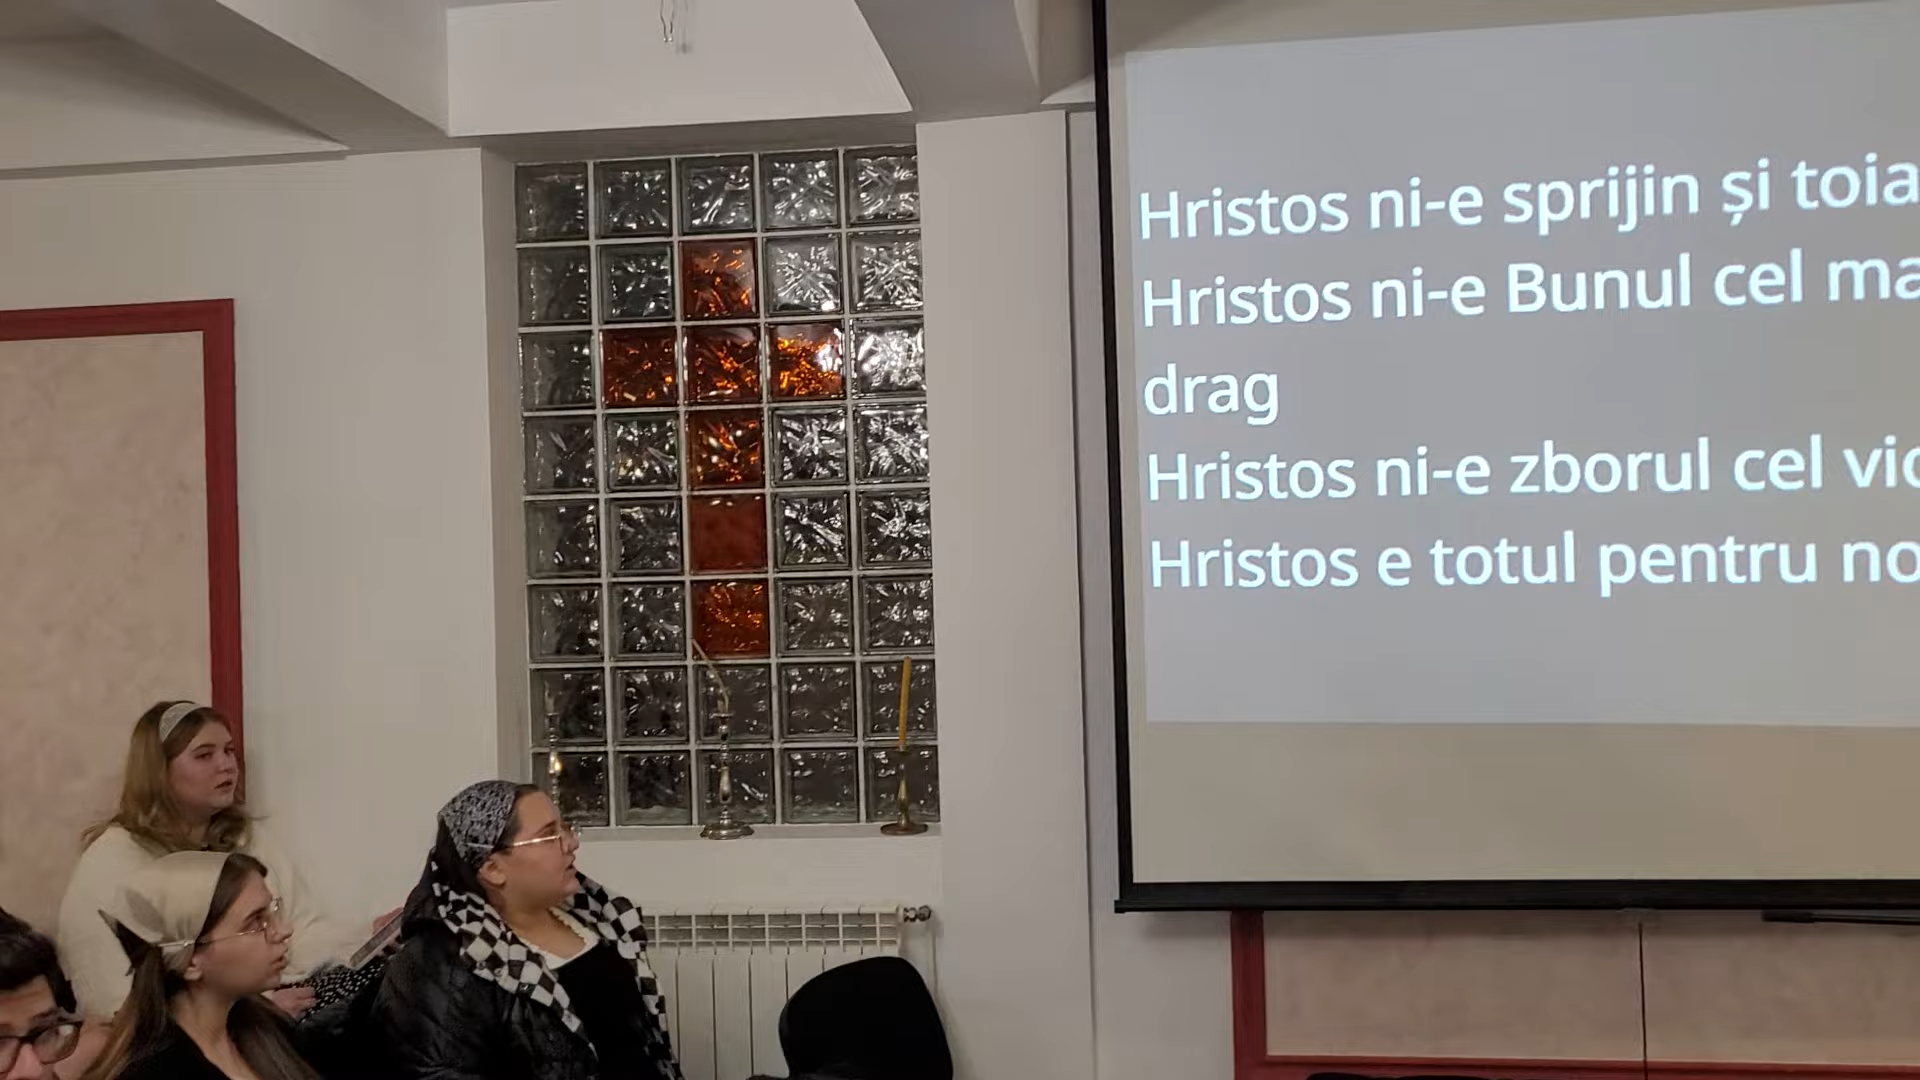 Hristos ni-e sprijin și toia
Hristos ni-e Bunul cel ma
drag
Hristos ni-e zborul cel vio
Hristos e totul pentru no